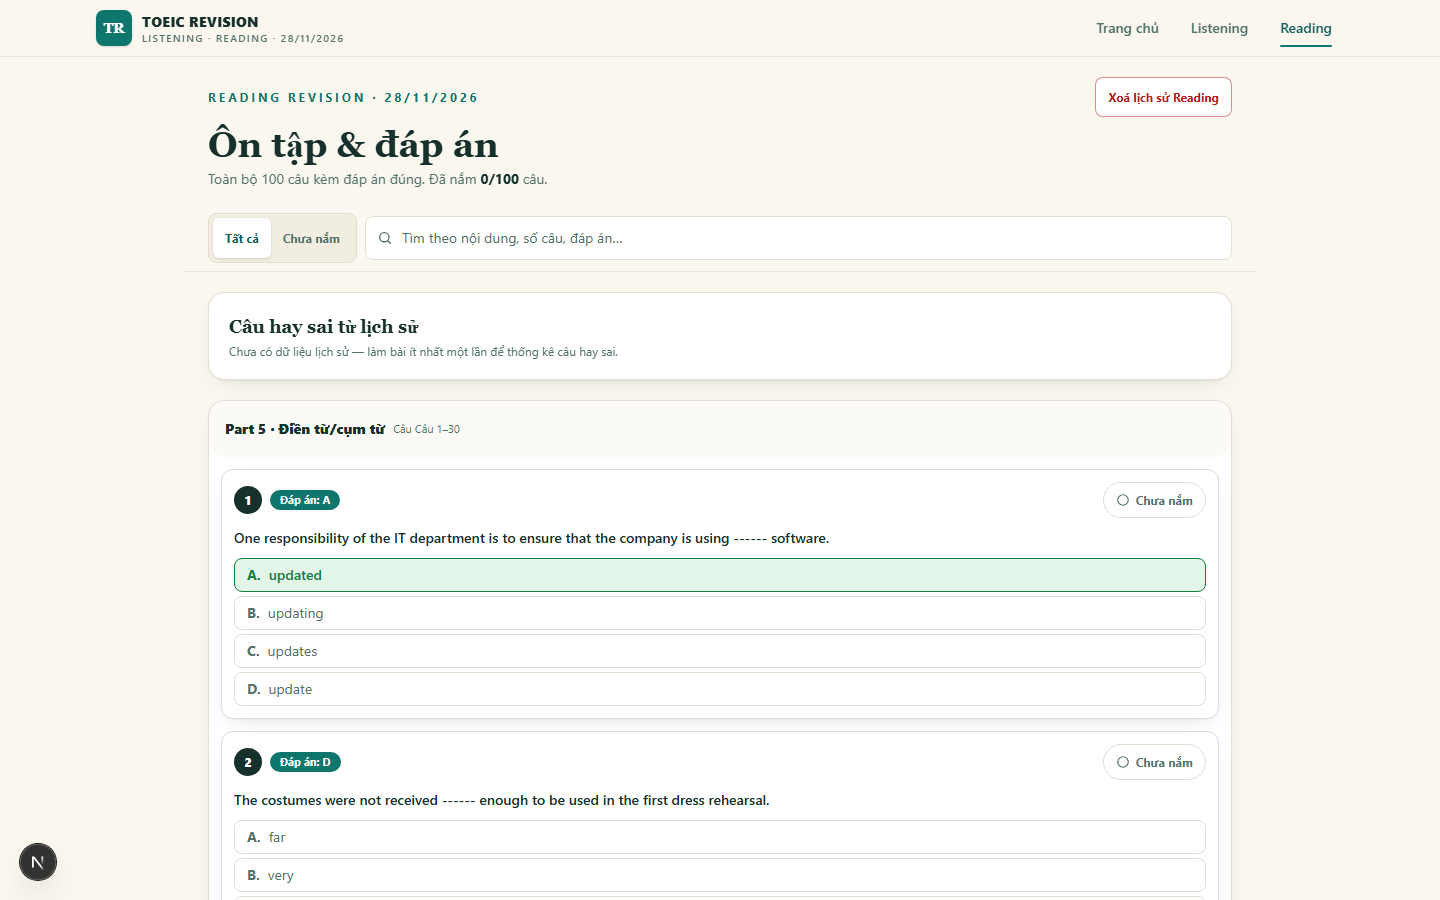 TR
TOEIC REVISION
LISTENING · READING · 28/11/2026
Trang chủ
Listening
Reading
READING REVISION · 28/11/2026
Xoá lịch sử Reading
Ôn tập & đáp án
Toàn bộ 100 câu kèm đáp án đúng. Đã nắm 0/100 câu.
Tất cả
Chưa nắm
Tìm theo nội dung, số câu, đáp án...
Câu hay sai từ lịch sử
Chưa có dữ liệu lịch sử — làm bài ít nhất một lần để thống kê câu hay sai.
Part 5 · Điền từ/cụm từ Câu Câu 1–30
1 Đáp án: A
Chưa nắm
One responsibility of the IT department is to ensure that the company is using ------ software.
A. updated
B. updating
C. updates
D. update
2 Đáp án: D
Chưa nắm
The costumes were not received ------ enough to be used in the first dress rehearsal.
A. far
B. very
N